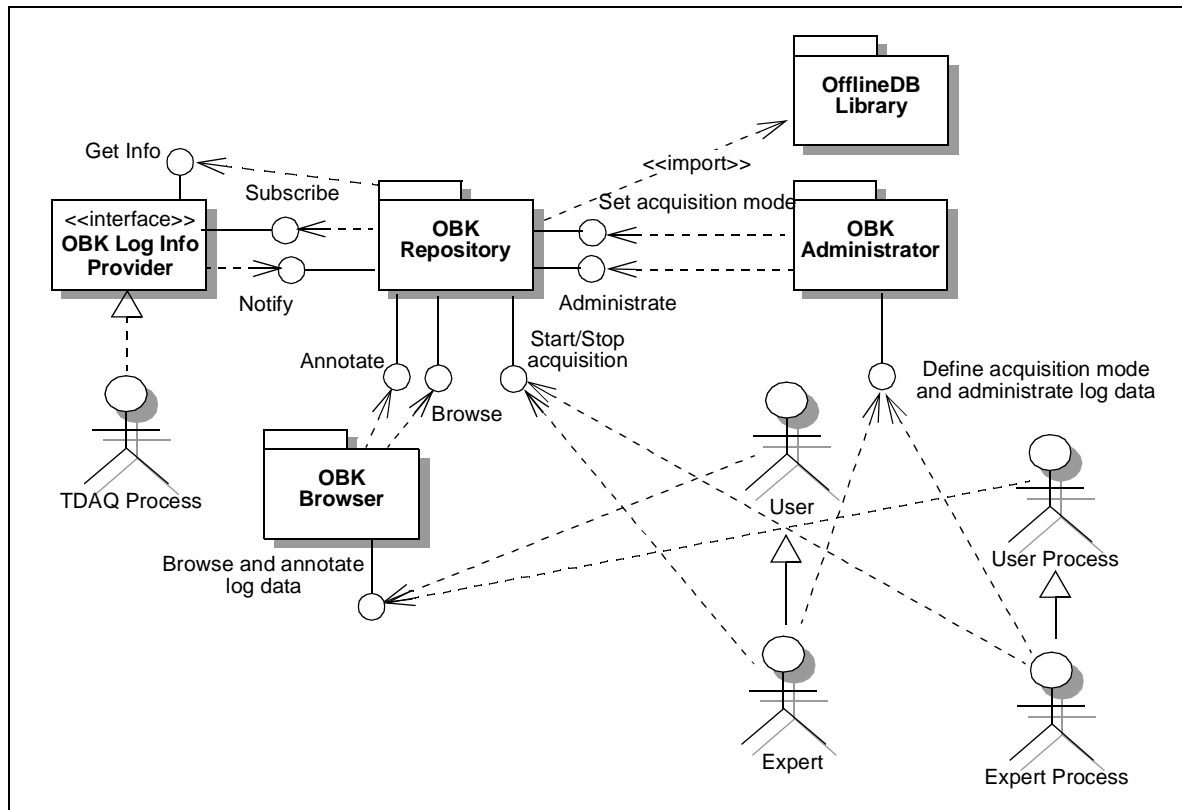 OfflineDB
Library
Get Info
<<import>>
Subscribe
Set acquisition mode
<<interface>>
OBK Log Info
Provider
OBK
Repository
OBK
Administrator
Notify
Administrate
Annotate
Start/Stop
acquisition
Browse
Define acquisition mode
and administrate log data
OBK
Browser
TDAQ Process
User
User Process
Browse and annotate
log data
Expert
Expert Process